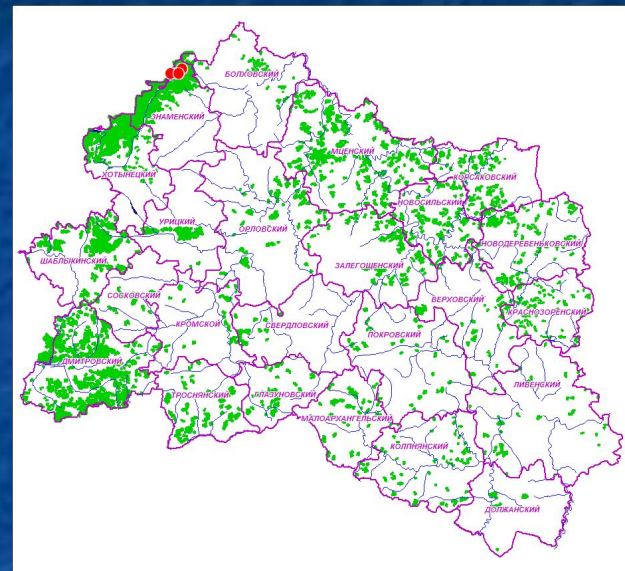 БОЛХОВСКИЙ
ЗНАМЕНСКИЙ
МЦЕНСКИЙ
ХОТЫНЕЦКИЙ
КОРСАКОВСКИЙ
НОВОСИЛЬСКИЙ
УРИЦКИЙ
ОРЛОВСКИЙ
НОВОДЕРЕВЕНЬКОВСКИЙ
ШАБЛЫКИНСКИЙ
ЗАЛЕГОЩЕНСКИЙ
СОСКОВСКИЙ
ВЕРХОВСКИЙ
КРАСНОЗОРЕНСКИЙ
КРОМСКОЙ
СВЕРДЛОВСКИЙ
ПОКРОВСКИЙ
ДМИТРОВСКИЙ
ЛИВЕНСКИЙ
ТРОСНЯНСКИЙ
ГЛАЗУНОВСКИЙ
МАЛОАРХАНГЕЛЬСКИЙ
КОЛПНЯНСКИЙ
ДОЛЖАНСКИЙ